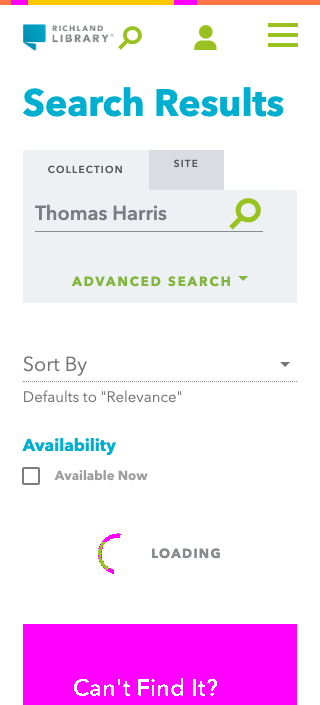 RICHLAND
LIBRARY
Search Results
COLLECTION
SITE
Thomas Harris
ADVANCED SEARCH
Sort By
Defaults to "Relevance"
Availability
Available Now
LOADING
Can't Find It?